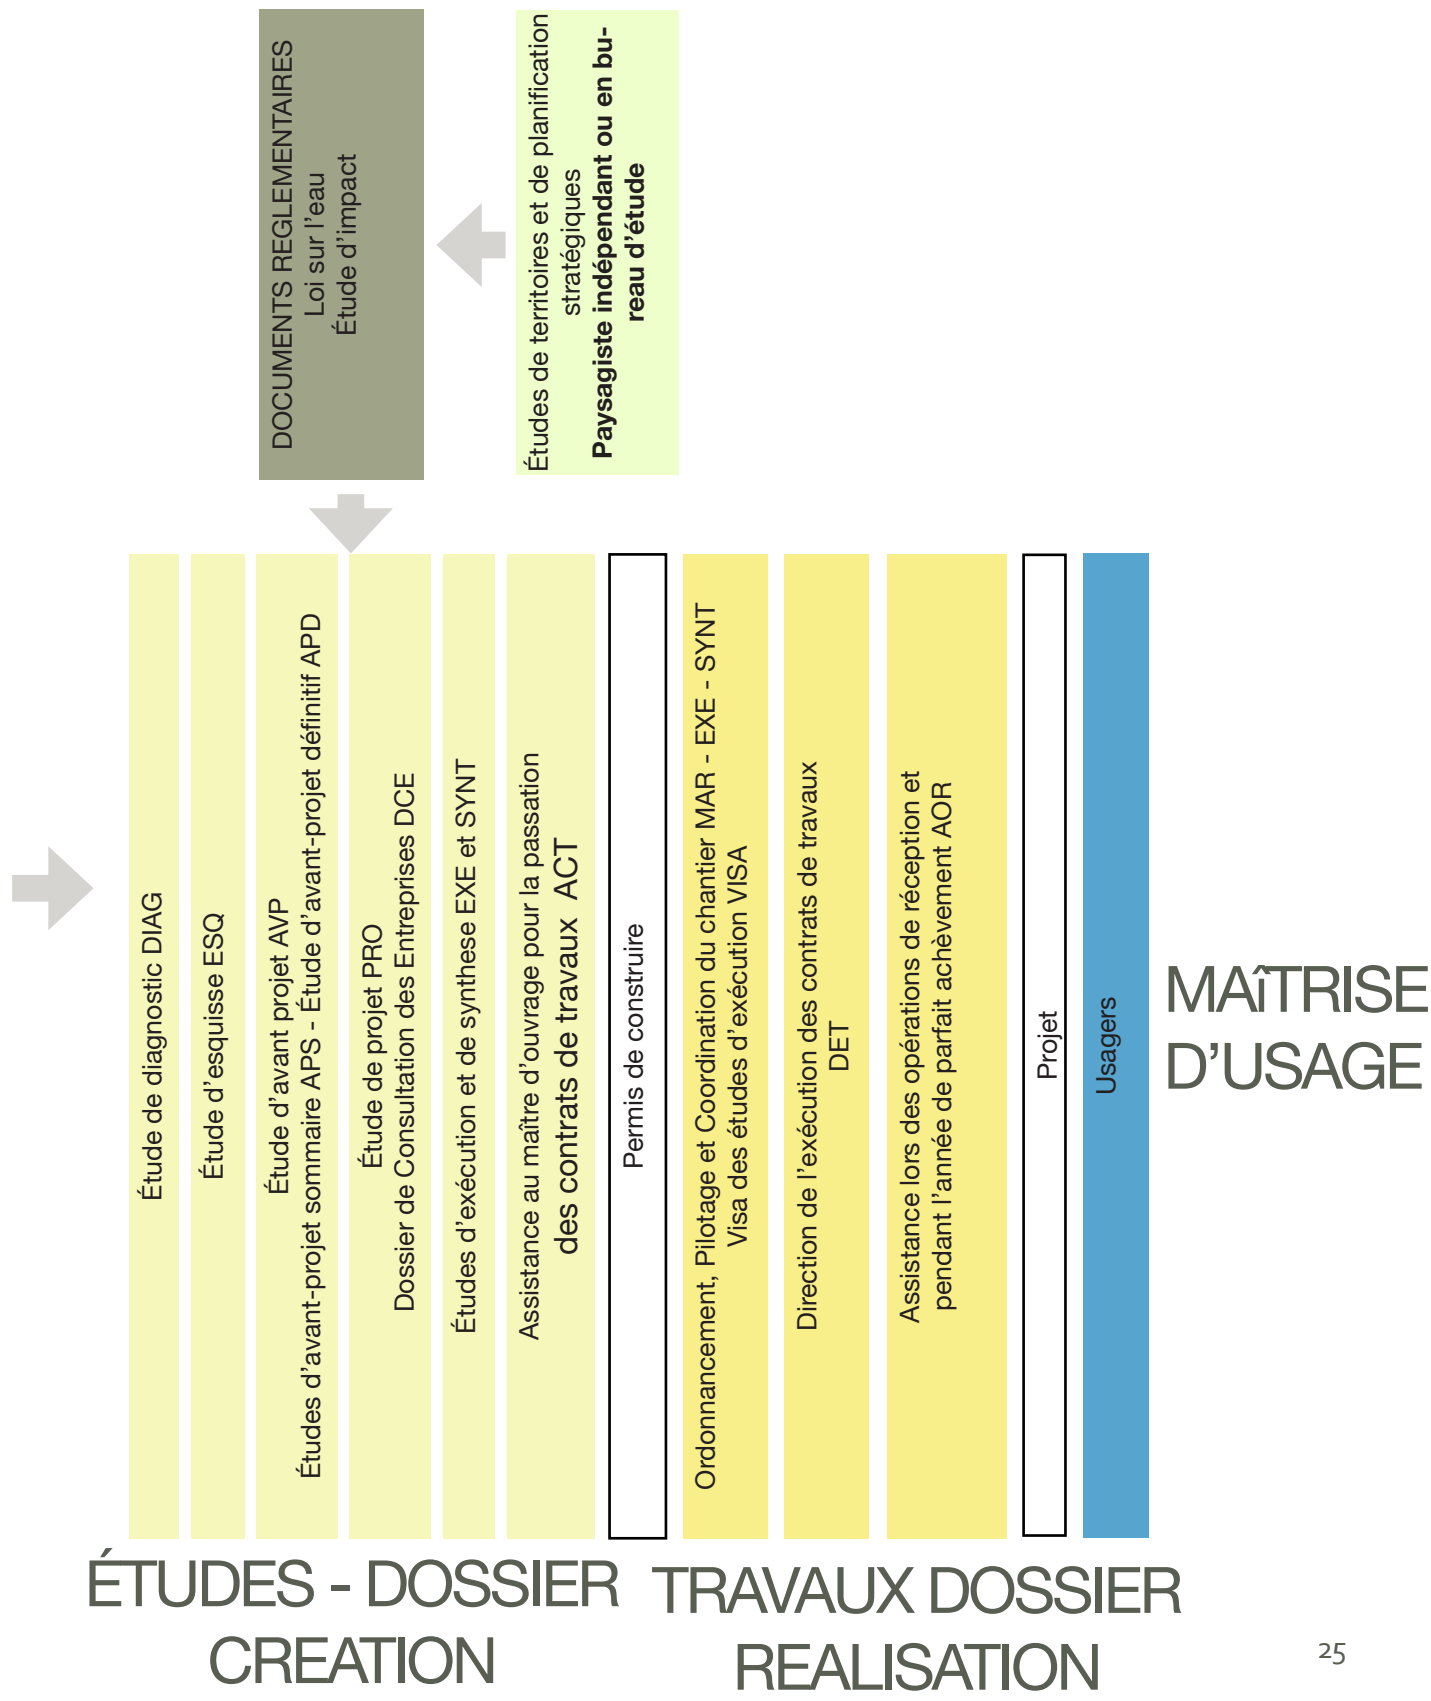 DOCUMENTS REGLEMENTAIRES
Loi sur l’eau
Étude d’impact
Études de territoires et de planification
stratégiques
Paysagiste indépendant ou en bu-
reau d’étude
Étude de diagnostic DIAG
Étude d’esquisse ESQ
Étude d’avant projet AVP
Études d’avant-projet sommaire APS - Étude d’avant-projet définitif APD
Étude de projet PRO
Dossier de Consultation des Entreprises DCE
Études d’exécution et de synthese EXE et SYNT
Assistance au maître d’ouvrage pour la passation
des contrats de travaux ACT
Permis de construire
Ordonnancement, Pilotage et Coordination du chantier MAR - EXE - SYNT
Visa des études d’exécution VISA
Direction de l’exécution des contrats de travaux
DET
Assistance lors des opérations de réception et
pendant l’année de parfait achèvement AOR
Projet
Usagers
MAîTRISE
D’USAGE
ÉTUDES - DOSSIER
CREATION
TRAVAUX DOSSIER
REALISATION
25